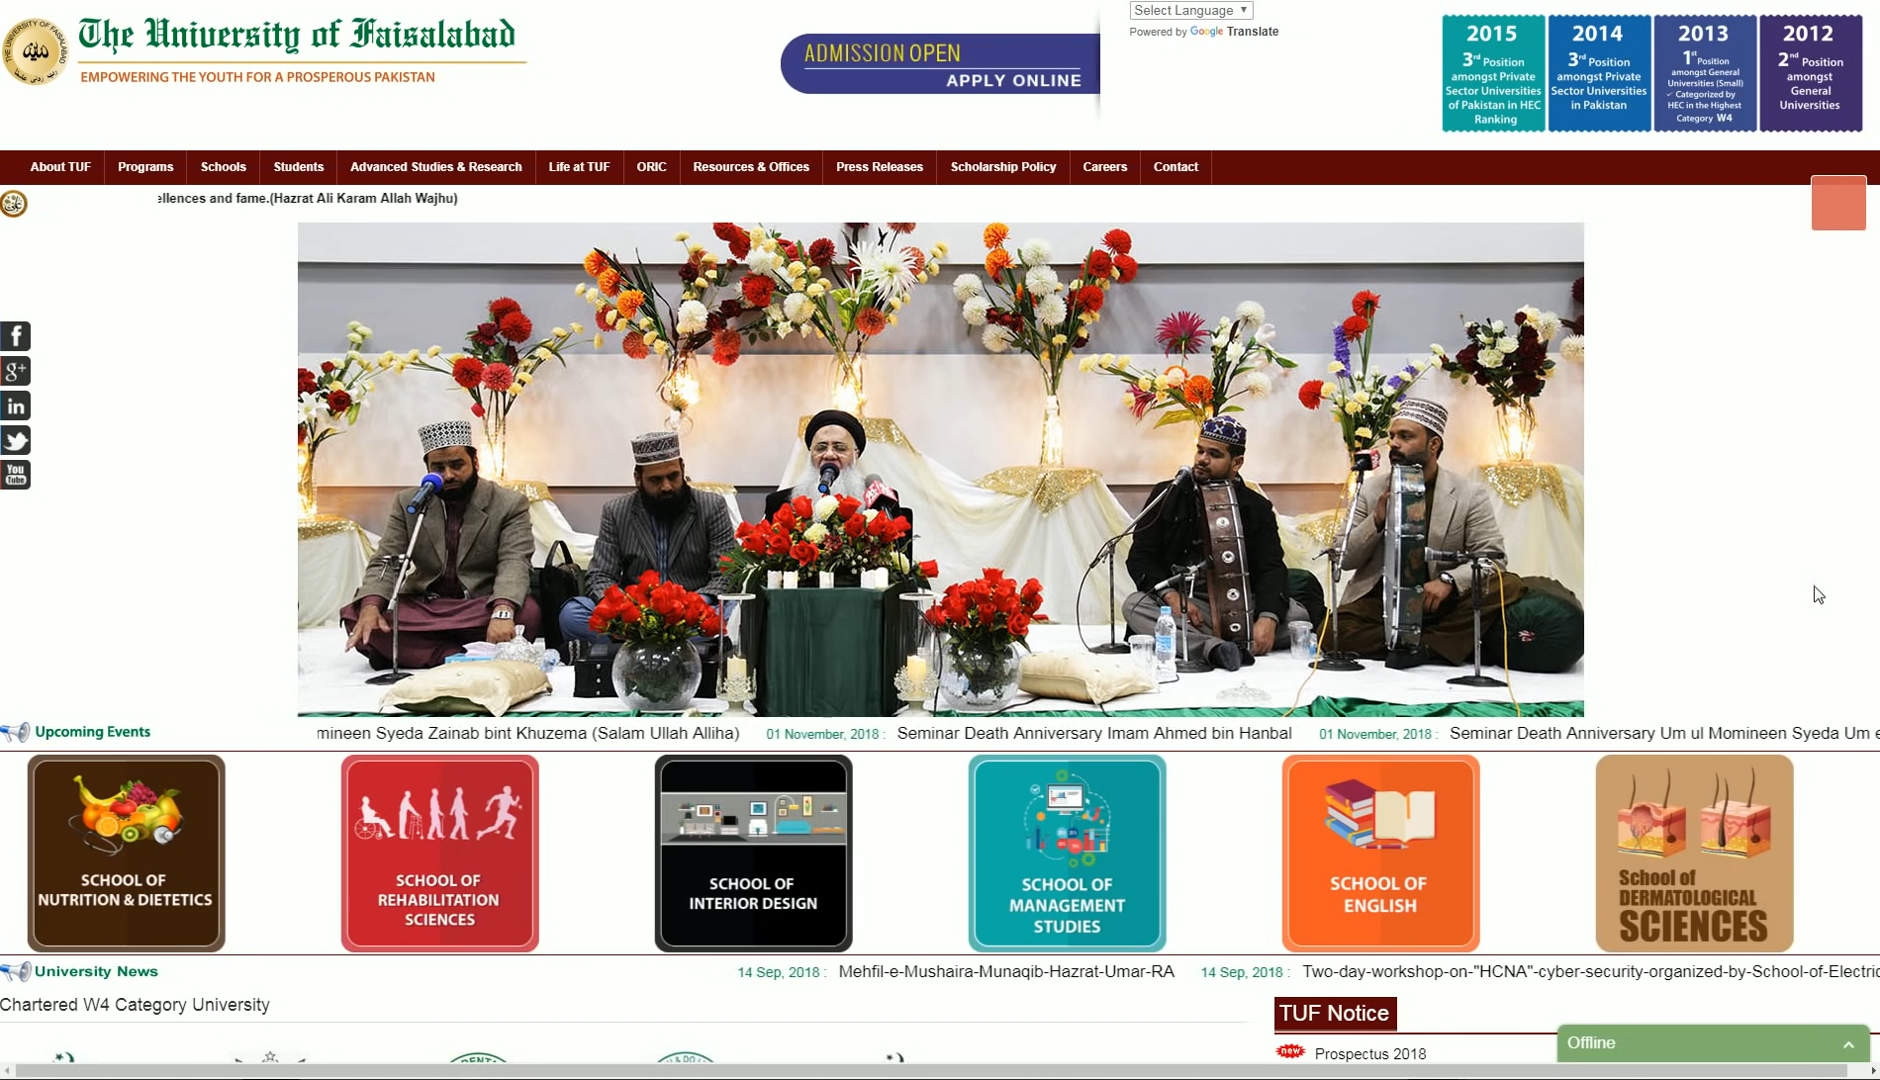 The University of Faisalabad
EMPOWERING THE YOUTH FOR A PROSPEROUS PAKISTAN
ADMISSION OPEN
APPLY ONLINE
Select Language
Powered by Google Translate
2015
3rd Position
amongst Private
Sector Universities
of Pakistan in HEC
Ranking
2014
3rd Position
amongst Private
Sector Universities
in Pakistan
2013
1st Position
amongst General
Universities (Small)
✓ Categorized by
HEC in the Highest
Category W4
2012
2nd Position
amongst
General
Universities
About TUF Programs Schools Students Advanced Studies & Research Life at TUF ORIC Resources & Offices Press Releases Scholarship Policy Careers Contact
ellences and fame.(Hazrat Ali Karam Allah Wajhu)
f
g+
in
You
Tube
Upcoming Events mineen Syeda Zainab bint Khuzema (Salam Ullah Alliha) 01 November, 2018 : Seminar Death Anniversary Imam Ahmed bin Hanbal 01 November, 2018 : Seminar Death Anniversary Um ul Momineen Syeda Um e
SCHOOL OF
NUTRITION & DIETETICS
SCHOOL OF
REHABILITATION
SCIENCES
SCHOOL OF
INTERIOR DESIGN
SCHOOL OF
MANAGEMENT
STUDIES
SCHOOL OF
ENGLISH
School of
DERMATOLOGICAL
SCIENCES
University News 14 Sep, 2018 : Mehfil-e-Mushaira-Munaqib-Hazrat-Umar-RA 14 Sep, 2018 : Two-day-workshop-on-"HCNA"-cyber-security-organized-by-School-of-Electric
Chartered W4 Category University
TUF Notice
new Prospectus 2018
Offline